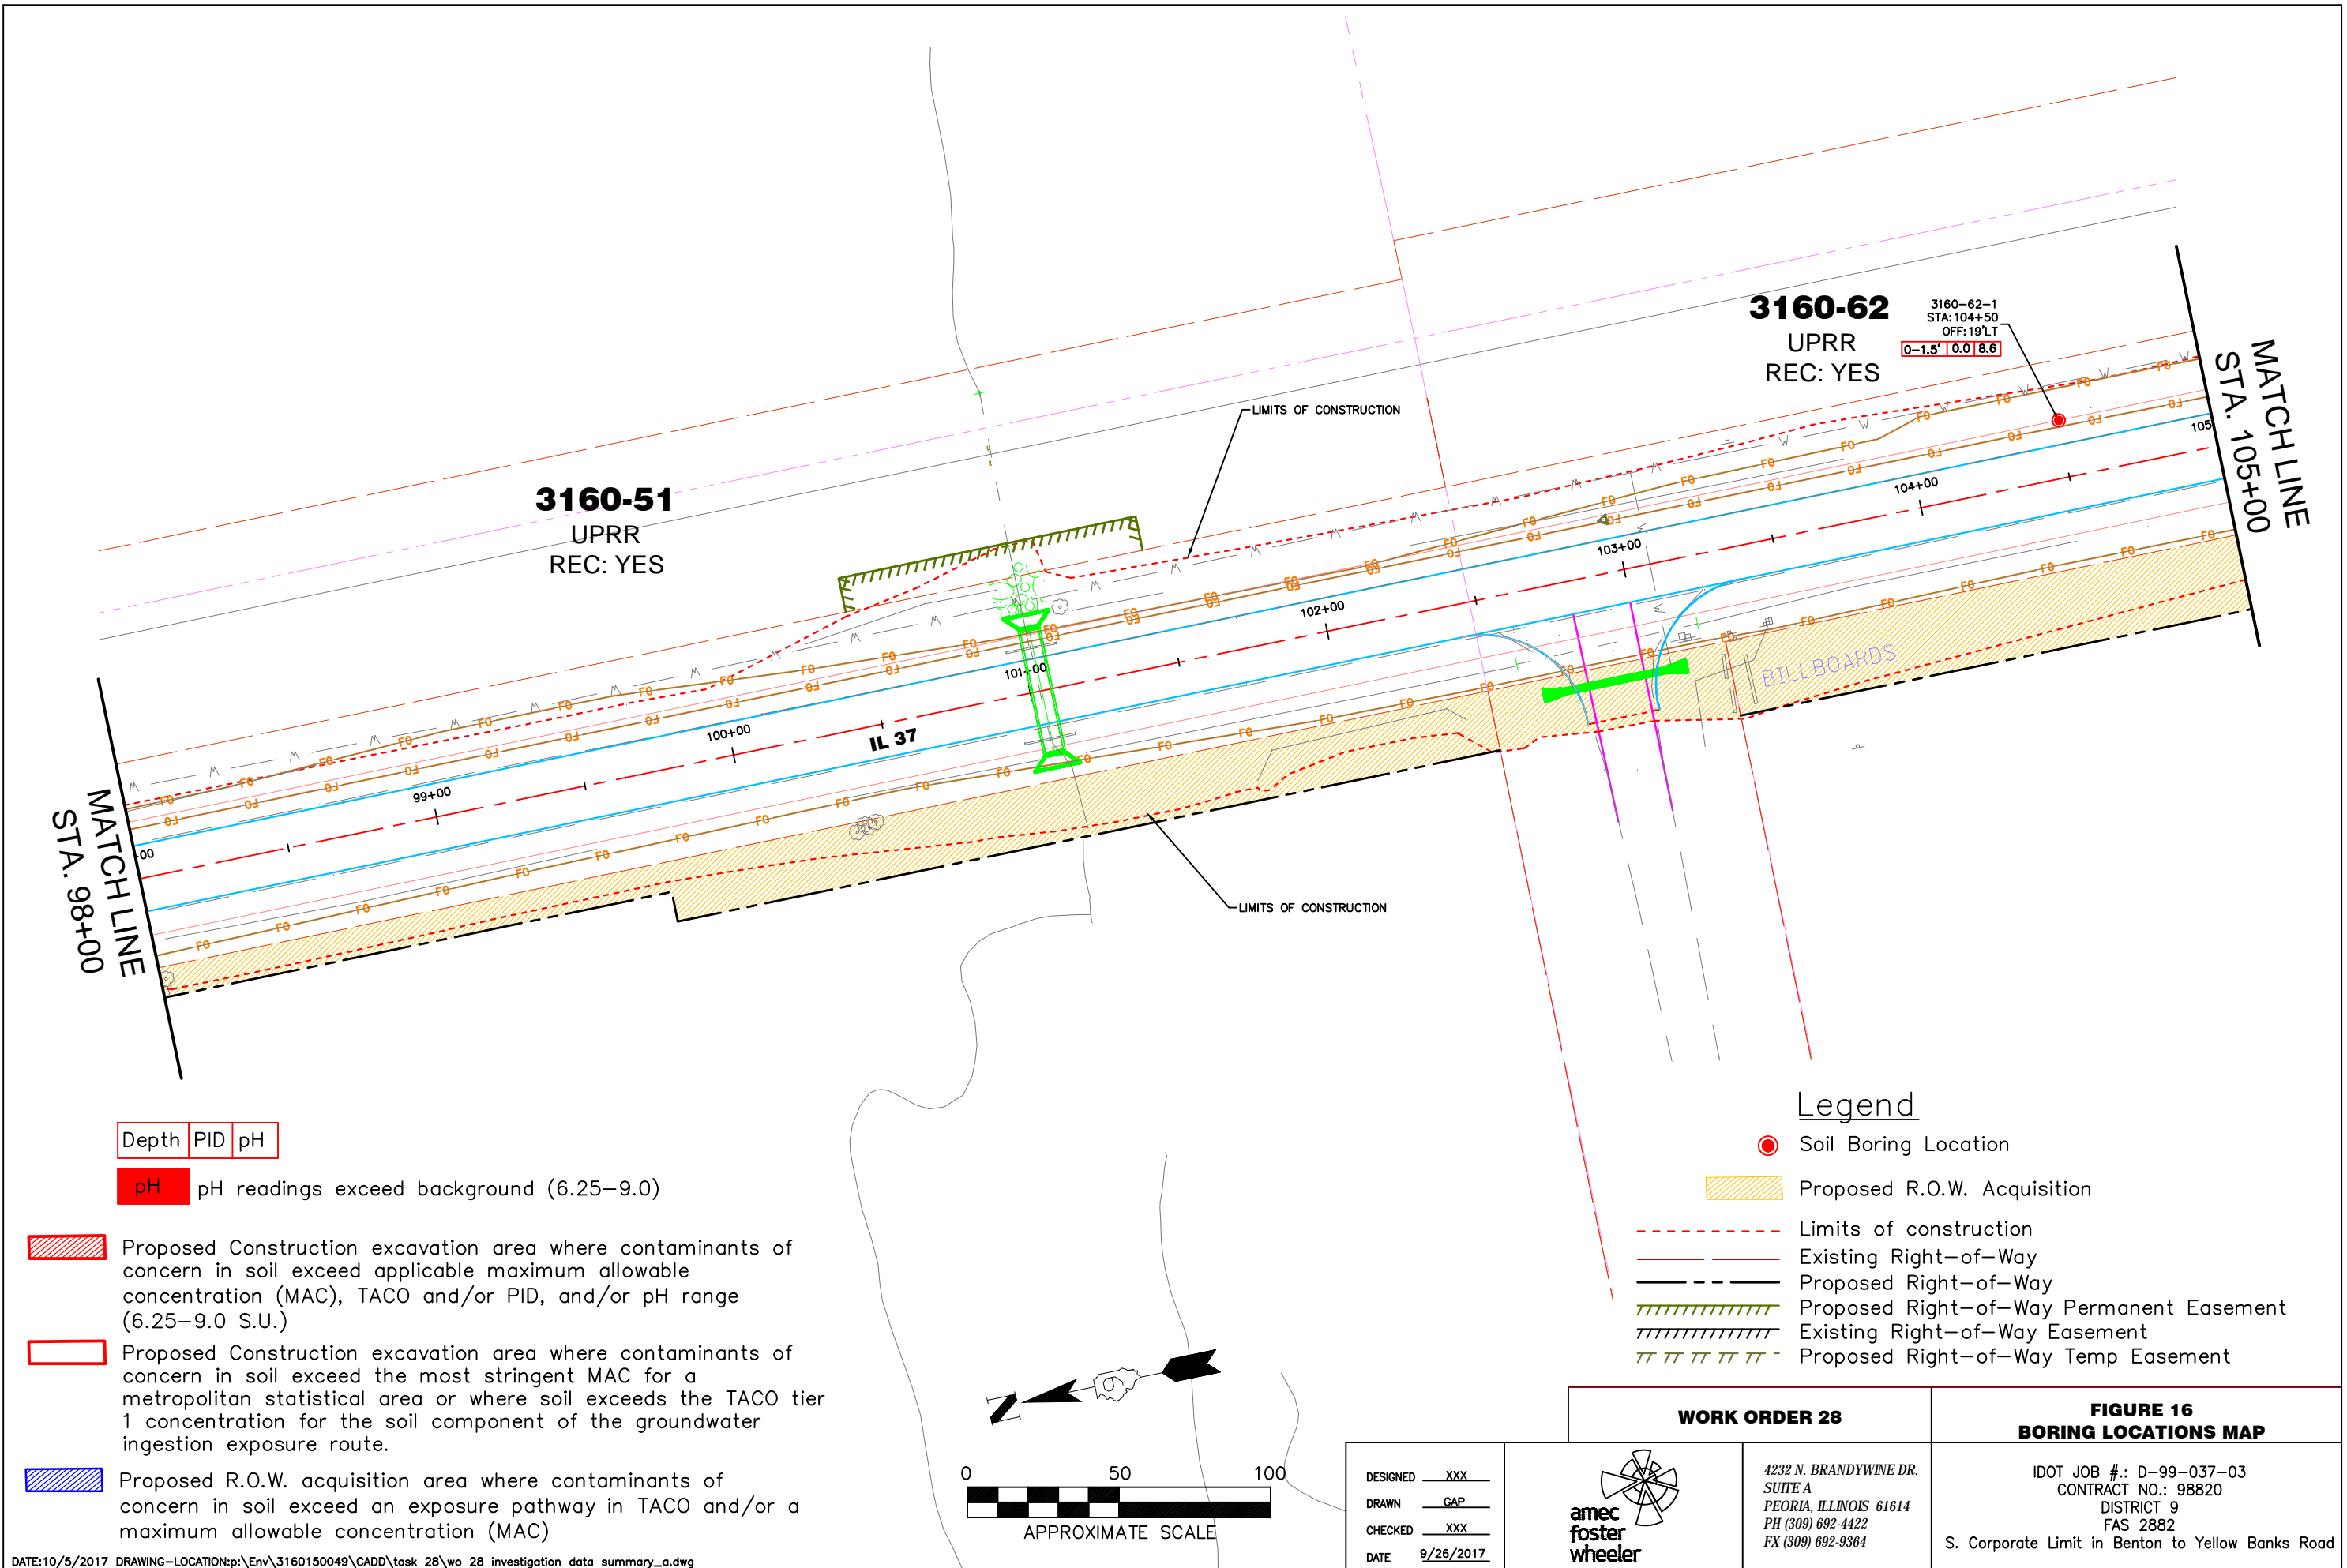 3160-62
UPRR
REC: YES
3160-62-1
STA: 104+50
OFF: 19'LT
0-1.5' 0.0 8.6
MATCH LINE
STA. 105+00
LIMITS OF CONSTRUCTION
3160-51
UPRR
REC: YES
105
104+00
103+00
102+00
101+00
100+00
99+00
IL 37
BILLBOARDS
MATCH LINE
STA. 98+00
00
LIMITS OF CONSTRUCTION
Depth PID pH
pH pH readings exceed background (6.25-9.0)
Proposed Construction excavation area where contaminants of
concern in soil exceed applicable maximum allowable
concentration (MAC), TACO and/or PID, and/or pH range
(6.25-9.0 S.U.)
Proposed Construction excavation area where contaminants of
concern in soil exceed the most stringent MAC for a
metropolitan statistical area or where soil exceeds the TACO tier
1 concentration for the soil component of the groundwater
ingestion exposure route.
Proposed R.O.W. acquisition area where contaminants of
concern in soil exceed an exposure pathway in TACO and/or a
maximum allowable concentration (MAC)
DATE:10/5/2017 DRAWING-LOCATION:p:\Env\3160150049\CADD\task 28\wo 28 investigation data summary_a.dwg
N
0 50 100
APPROXIMATE SCALE
Legend
Soil Boring Location
Proposed R.O.W. Acquisition
Limits of construction
Existing Right-of-Way
Proposed Right-of-Way
Proposed Right-of-Way Permanent Easement
Existing Right-of-Way Easement
Proposed Right-of-Way Temp Easement
WORK ORDER 28
FIGURE 16
BORING LOCATIONS MAP
DESIGNED XXX
DRAWN GAP
CHECKED XXX
DATE 9/26/2017
amec
foster
wheeler
4232 N. BRANDYWINE DR.
SUITE A
PEORIA, ILLINOIS 61614
PH (309) 692-4422
FX (309) 692-9364
IDOT JOB #.: D-99-037-03
CONTRACT NO.: 98820
DISTRICT 9
FAS 2882
S. Corporate Limit in Benton to Yellow Banks Road